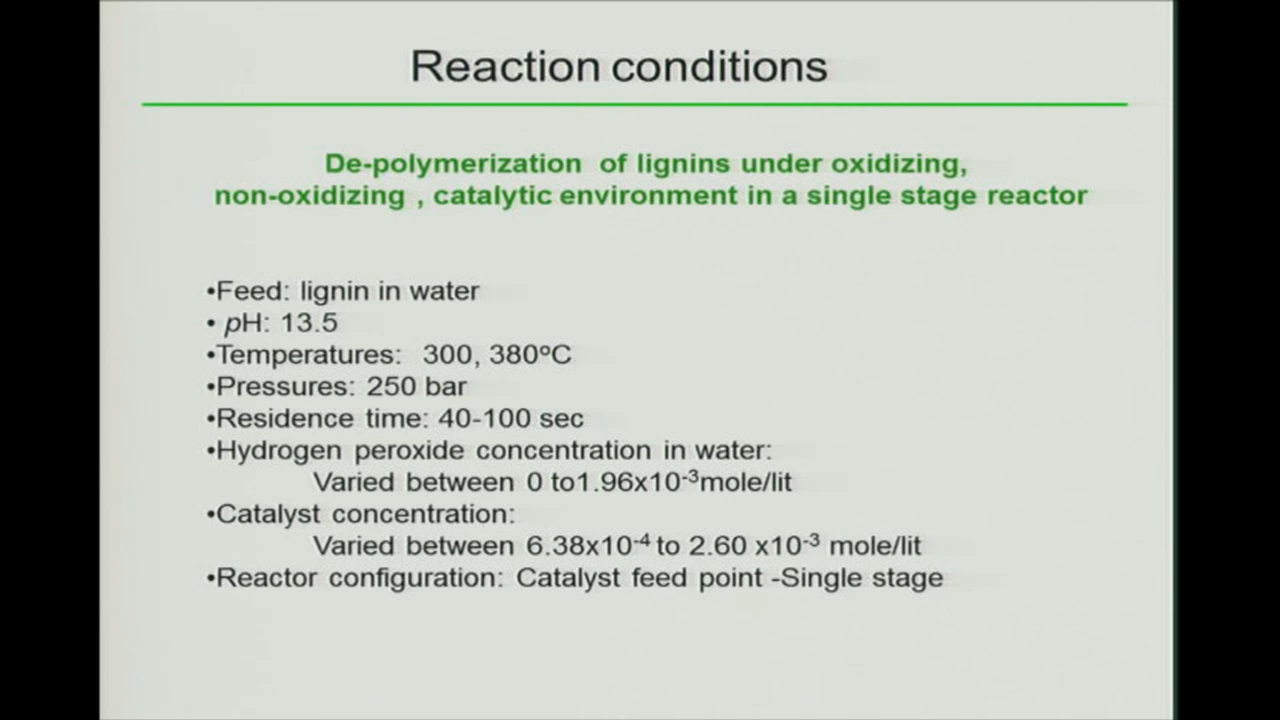 Reaction conditions
De-polymerization of lignins under oxidizing,
non-oxidizing , catalytic environment in a single stage reactor
•Feed: lignin in water
• pH: 13.5
•Temperatures: 300, 380ºC
•Pressures: 250 bar
•Residence time: 40-100 sec
•Hydrogen peroxide concentration in water:
Varied between 0 to1.96x10⁻³mole/lit
•Catalyst concentration:
Varied between 6.38x10⁻⁴ to 2.60 x10⁻³ mole/lit
•Reactor configuration: Catalyst feed point -Single stage